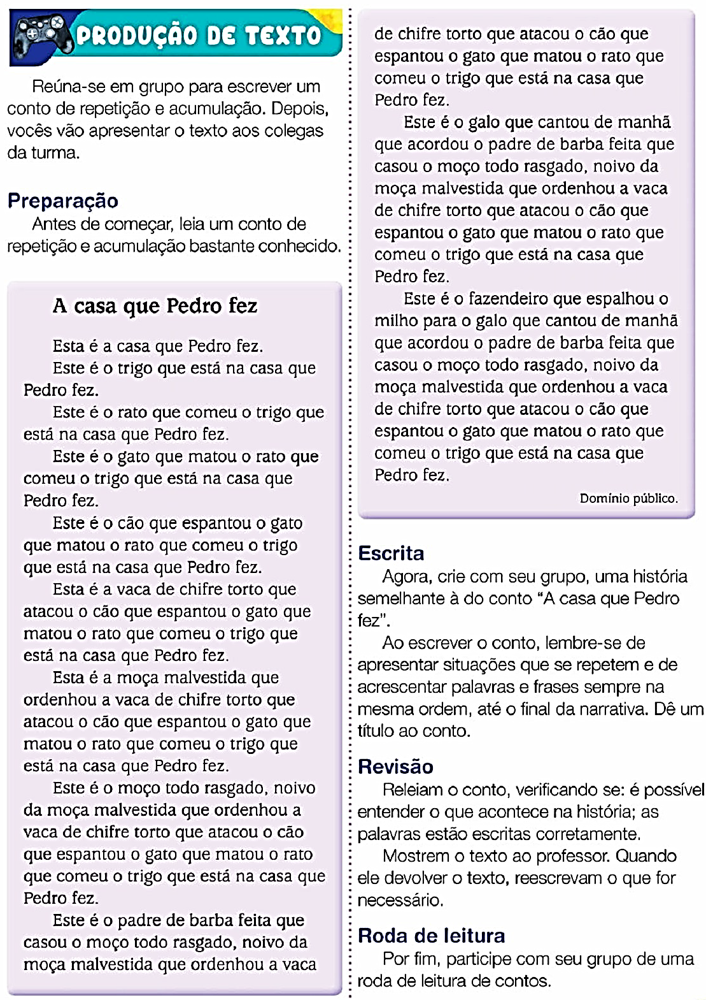 PRODUÇÃO DE TEXTO
Reúna-se em grupo para escrever um
conto de repetição e acumulação. Depois,
vocês vão apresentar o texto aos colegas
da turma.
Preparação
Antes de começar, leia um conto de
repetição e acumulação bastante conhecido.
A casa que Pedro fez
Esta é a casa que Pedro fez.
Este é o trigo que está na casa que
Pedro fez.
Este é o rato que comeu o trigo que
está na casa que Pedro fez.
Este é o gato que matou o rato que
comeu o trigo que está na casa que
Pedro fez.
Este é o cão que espantou o gato
que matou o rato que comeu o trigo
que está na casa que Pedro fez.
Esta é a vaca de chifre torto que
atacou o cão que espantou o gato que
matou o rato que comeu o trigo que
está na casa que Pedro fez.
Esta é a moça malvestida que
ordenhou a vaca de chifre torto que
atacou o cão que espantou o gato que
matou o rato que comeu o trigo que
está na casa que Pedro fez.
Este é o moço todo rasgado, noivo
da moça malvestida que ordenhou a
vaca de chifre torto que atacou o cão
que espantou o gato que matou o rato
que comeu o trigo que está na casa que
Pedro fez.
Este é o padre de barba feita que
casou o moço todo rasgado, noivo da
moça malvestida que ordenhou a vaca
de chifre torto que atacou o cão que
espantou o gato que matou o rato que
comeu o trigo que está na casa que
Pedro fez.
Este é o galo que cantou de manhã
que acordou o padre de barba feita que
casou o moço todo rasgado, noivo da
moça malvestida que ordenhou a vaca
de chifre torto que atacou o cão que
espantou o gato que matou o rato que
comeu o trigo que está na casa que
Pedro fez.
Este é o fazendeiro que espalhou o
milho para o galo que cantou de manhã
que acordou o padre de barba feita que
casou o moço todo rasgado, noivo da
moça malvestida que ordenhou a vaca
de chifre torto que atacou o cão que
espantou o gato que matou o rato que
comeu o trigo que está na casa que
Pedro fez.
Domínio público.
Escrita
Agora, crie com seu grupo, uma história
semelhante à do conto “A casa que Pedro
fez”.
Ao escrever o conto, lembre-se de
apresentar situações que se repetem e de
acrescentar palavras e frases sempre na
mesma ordem, até o final da narrativa. Dê um
título ao conto.
Revisão
Releiam o conto, verificando se: é possível
entender o que acontece na história; as
palavras estão escritas corretamente.
Mostrem o texto ao professor. Quando
ele devolver o texto, reescrevam o que for
necessário.
Roda de leitura
Por fim, participe com seu grupo de uma
roda de leitura de contos.